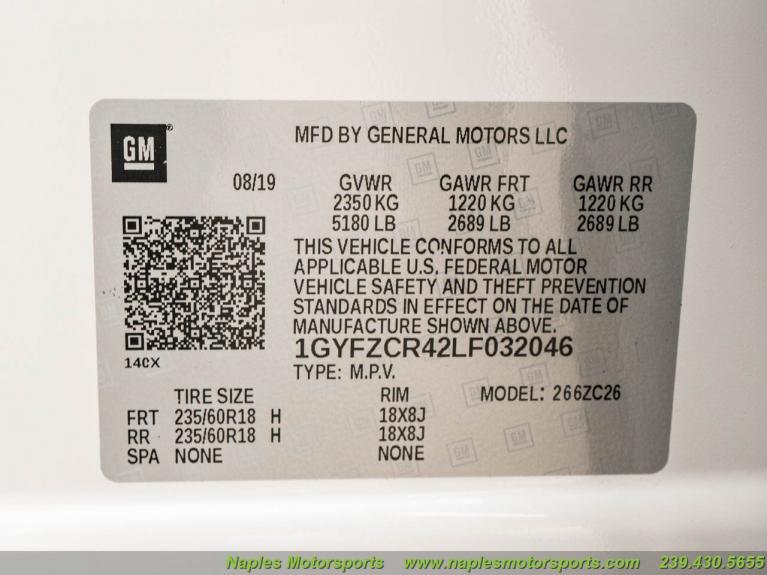 GM®
MFD BY GENERAL MOTORS LLC
08/19 GVWR GAWR FRT GAWR RR
2350 KG 1220 KG 1220 KG
5180 LB 2689 LB 2689 LB
THIS VEHICLE CONFORMS TO ALL
APPLICABLE U.S. FEDERAL MOTOR
VEHICLE SAFETY AND THEFT PREVENTION
STANDARDS IN EFFECT ON THE DATE OF
MANUFACTURE SHOWN ABOVE.
1GYFZCR42LF032046
14CX
TYPE: M.P.V.
TIRE SIZE RIM MODEL: 266ZC26
FRT 235/60R18 H 18X8J
RR 235/60R18 H 18X8J
SPA NONE NONE
Naples Motorsports www.naplesmotorsports.com 239.430.5655